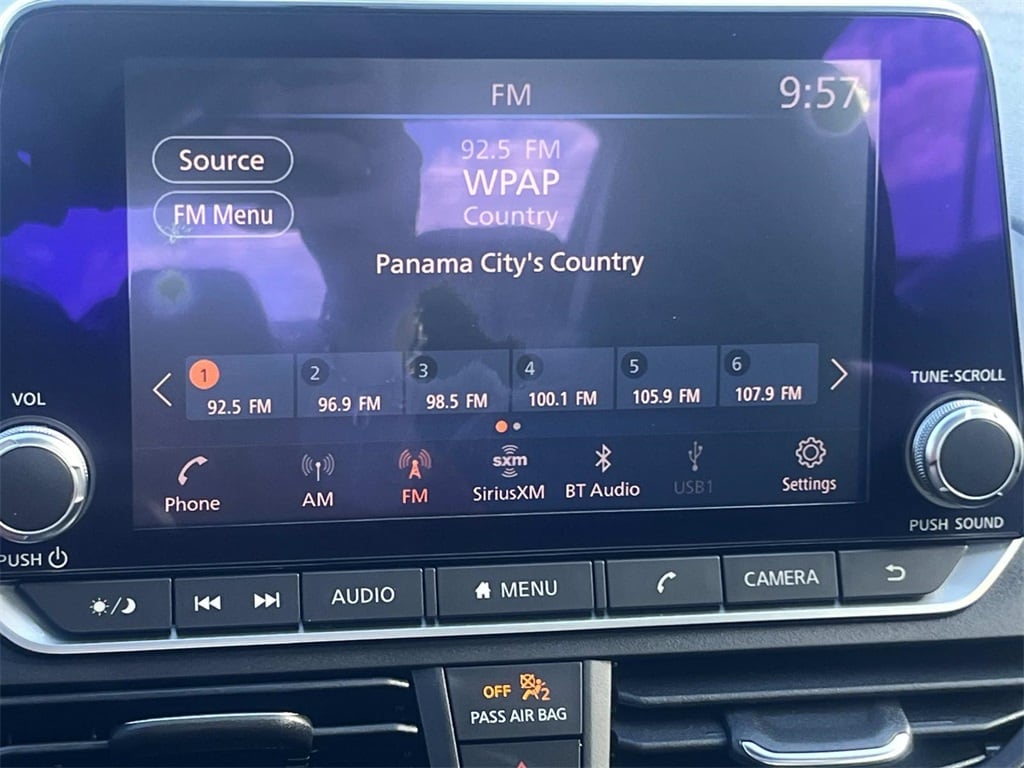 FM
9:57
Source
FM Menu
92.5 FM
WPAP
Country
Panama City's Country
1
92.5 FM
2
96.9 FM
3
98.5 FM
4
100.1 FM
5
105.9 FM
6
107.9 FM
Phone
AM
FM
sxm
SiriusXM
BT Audio
USB1
Settings
VOL
PUSH
TUNE·SCROLL
PUSH SOUND
AUDIO
MENU
CAMERA
OFF 2
PASS AIR BAG